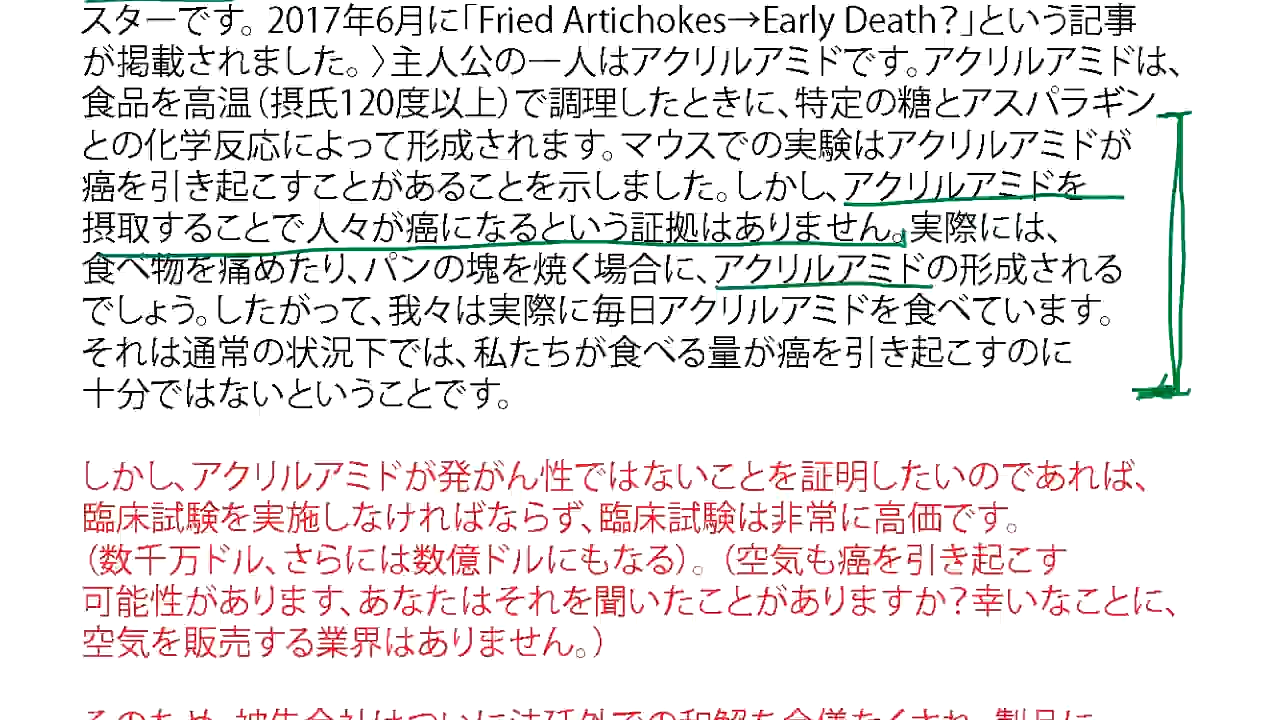 スターです。2017年6月に「Fried Artichokes→Early Death？」という記事
が掲載されました。〉主人公の一人はアクリルアミドです。アクリルアミドは、
食品を高温（摂氏120度以上）で調理したときに、特定の糖とアスパラギン
との化学反応によって形成されます。マウスでの実験はアクリルアミドが
癌を引き起こすことがあることを示しました。しかし、アクリルアミドを
摂取することで人々が癌になるという証拠はありません。実際には、
食べ物を痛めたり、パンの塊を焼く場合に、アクリルアミドの形成される
でしょう。したがって、我々は実際に毎日アクリルアミドを食べています。
それは通常の状況下では、私たちが食べる量が癌を引き起こすのに
十分ではないということです。
しかし、アクリルアミドが発がん性ではないことを証明したいのであれば、
臨床試験を実施しなければならず、臨床試験は非常に高価です。
（数千万ドル、さらには数億ドルにもなる）。（空気も癌を引き起こす
可能性があります、あなたはそれを聞いたことがありますか？幸いなことに、
空気を販売する業界はありません。）